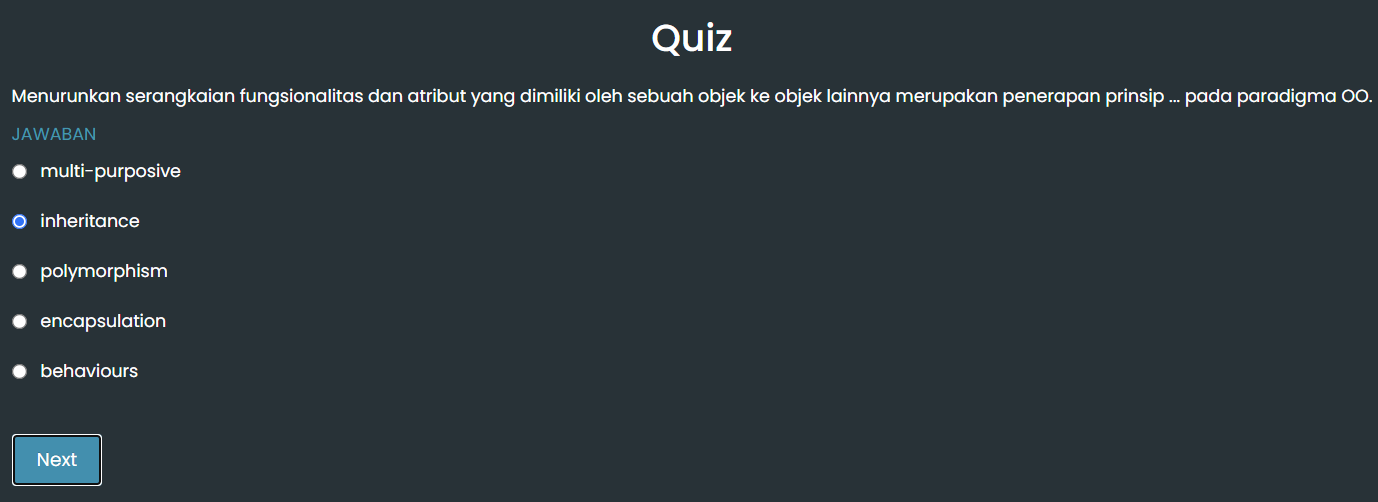 Quiz
Menurunkan serangkaian fungsionalitas dan atribut yang dimiliki oleh sebuah objek ke objek lainnya merupakan penerapan prinsip ... pada paradigma OO.
JAWABAN
multi-purposive
inheritance
polymorphism
encapsulation
behaviours
Next